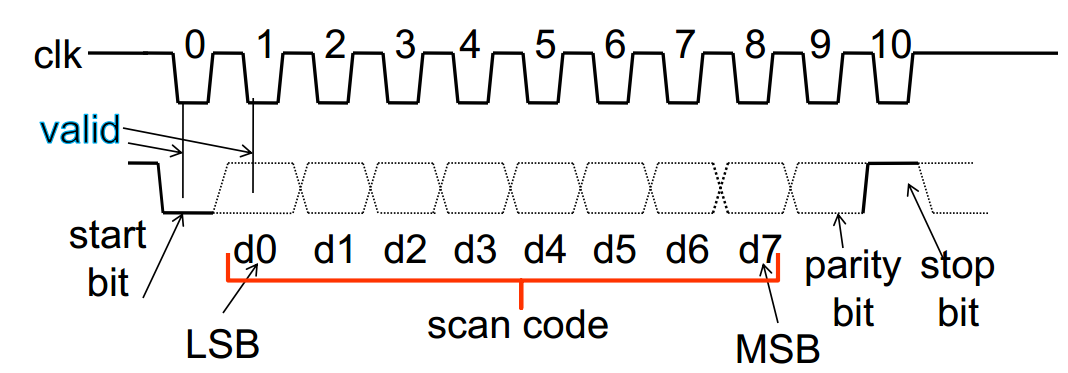 clk 0 1 2 3 4 5 6 7 8 9 10
valid
start bit
d0 d1 d2 d3 d4 d5 d6 d7
parity bit
stop bit
LSB
scan code
MSB